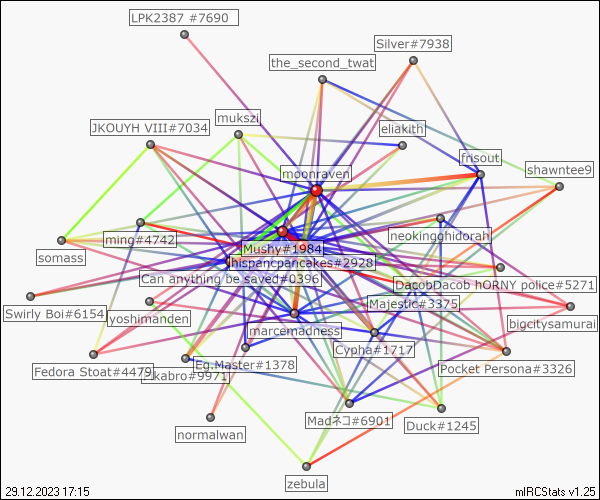 LPK2387 #7690
Silver#7938
the_second_twat
mukszi
JKOUYH VIII#7034
eliakith
frisout
moonraven
shawntee9
neokingghidorah
ming#4742
Mushy#1984
somass
hispancpancakes#2928
Can anything be saved#0396
DacobDacob hORNY police#5271
Majestic#3375
Swirly Boi#6154
yoshimanden
bigcitysamurai
marcemadness
Cypha#1717
Eg.Master#1378
Pocket Persona#3326
Fedora Stoat#4479
kabro#9971
Madネコ#6901
Duck#1245
normalwan
zebula
29.12.2023 17:15
mIRCStats v1.25